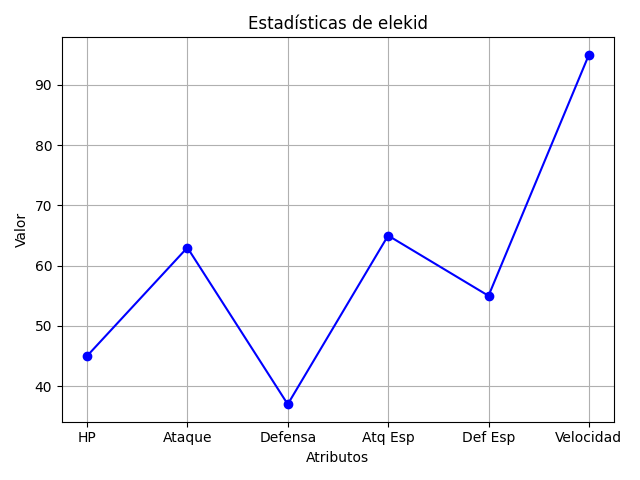 Estadísticas de elekid
Valor
90
80
70
60
50
40
HP Ataque Defensa Atq Esp Def Esp Velocidad
Atributos